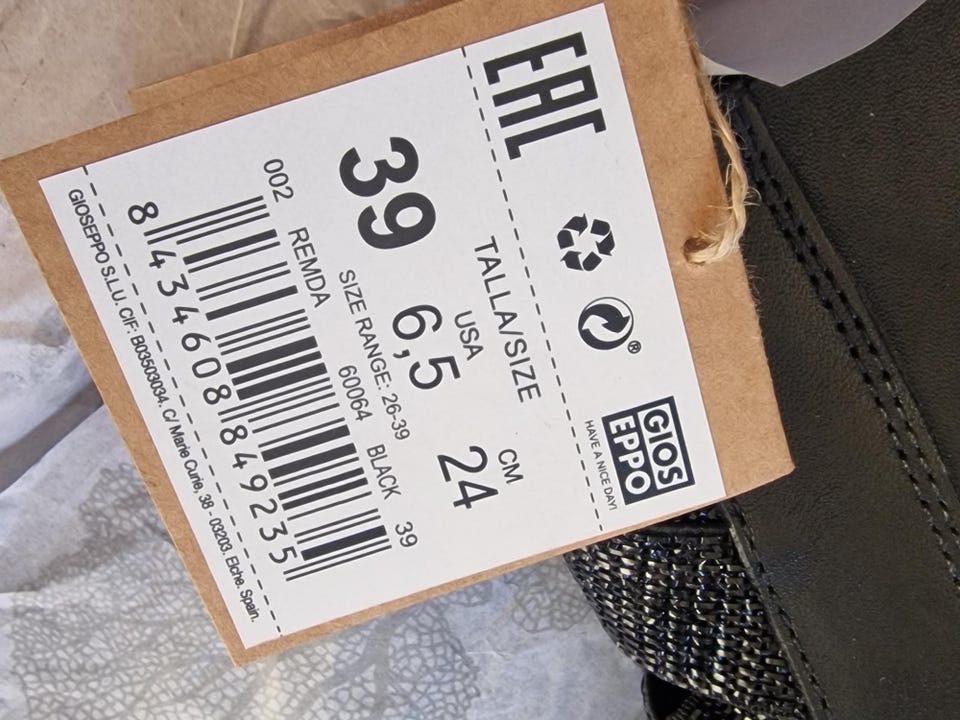 EAC
®
GIOS
EPPO
HAVE A NICE DAY!
TALLA/SIZE
USA
CM
39
6,5
24
SIZE RANGE: 26-39
002 REMDA 60064 BLACK 39
8 434608 849235
GIOSEPPO S.L.U. CIF: B03503034. C/ Marie Curie, 38 - 03203. Elche. Spain.